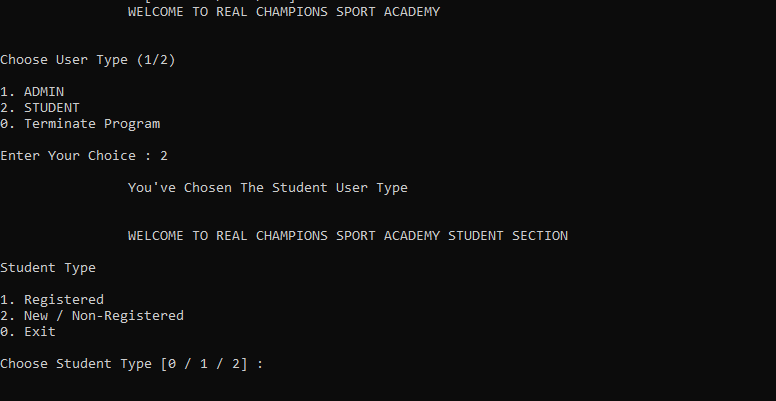 WELCOME TO REAL CHAMPIONS SPORT ACADEMY
Choose User Type (1/2)
1. ADMIN
2. STUDENT
0. Terminate Program
Enter Your Choice : 2
You've Chosen The Student User Type
WELCOME TO REAL CHAMPIONS SPORT ACADEMY STUDENT SECTION
Student Type
1. Registered
2. New / Non-Registered
0. Exit
Choose Student Type [0 / 1 / 2] :